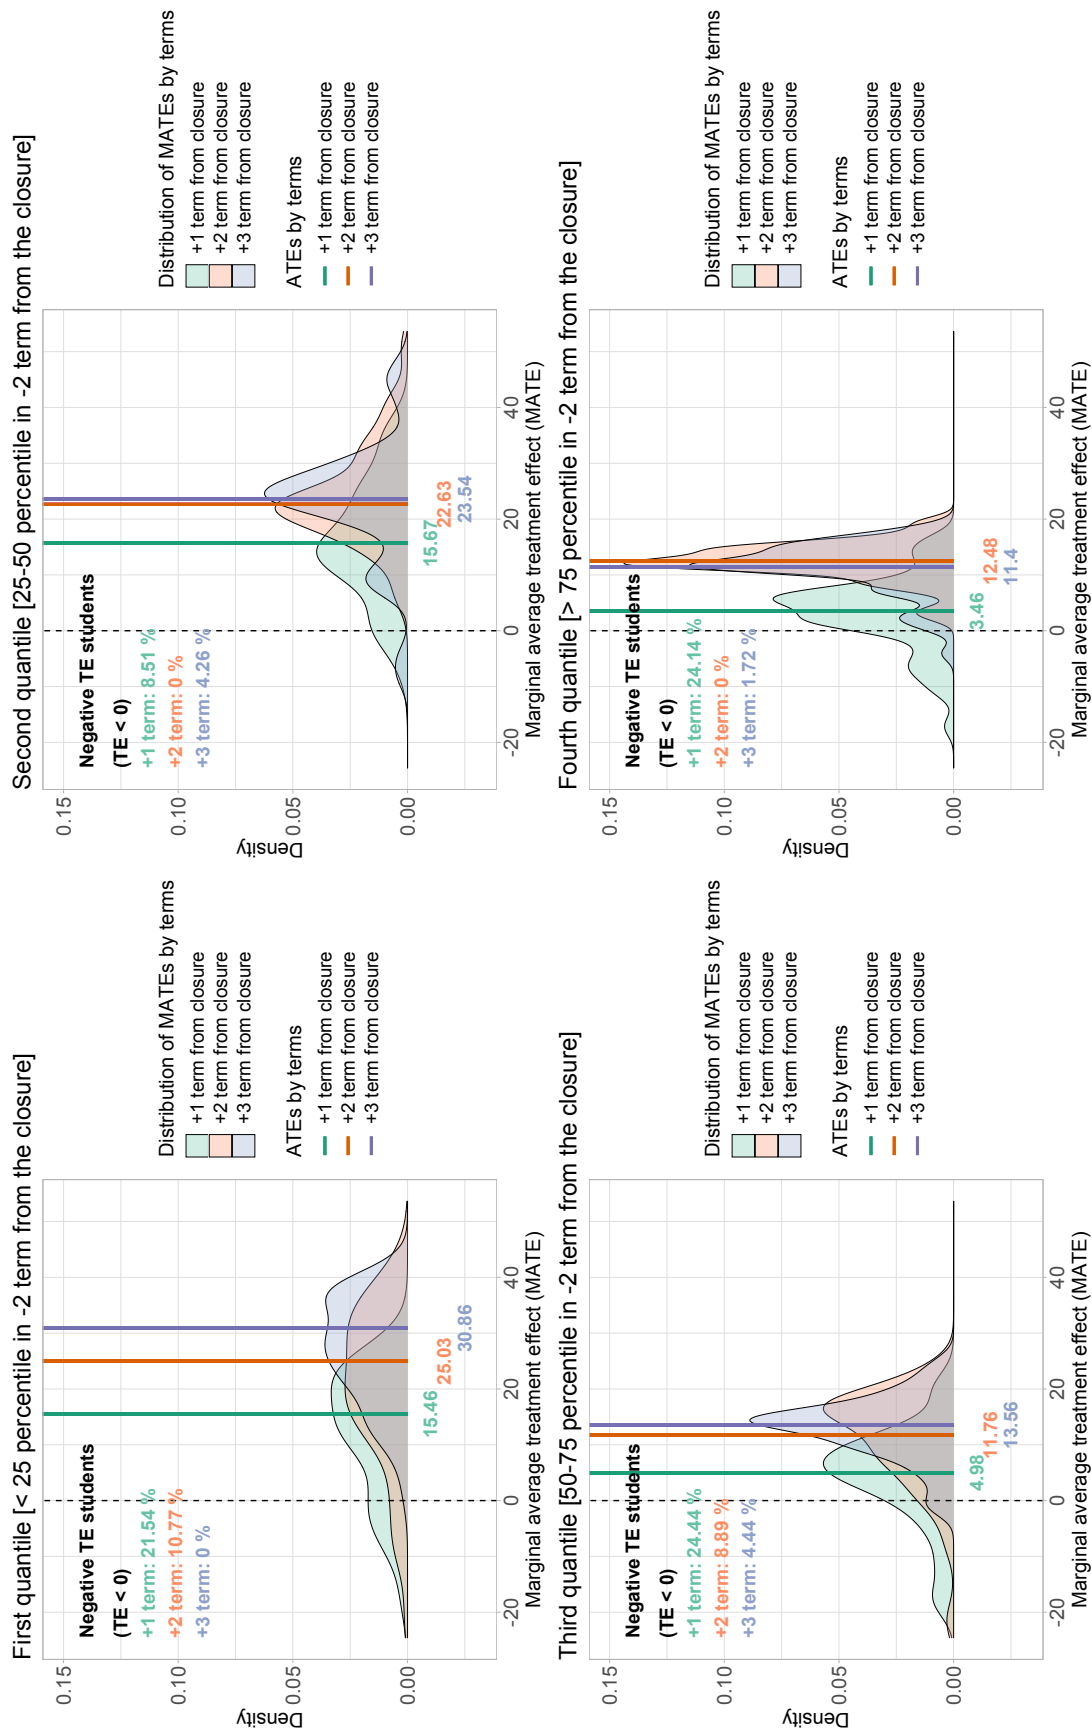 First quantile [< 25 percentile in -2 term from the closure]
0.15
0.10
0.05
0.00
Density
Negative TE students
(TE < 0)
+1 term: 21.54 %
+2 term: 10.77 %
+3 term: 0 %
15.46
25.03
30.86
-20
0
20
40
Marginal average treatment effect (MATE)
Distribution of MATEs by terms
+1 term from closure
+2 term from closure
+3 term from closure
ATEs by terms
+1 term from closure
+2 term from closure
+3 term from closure
Second quantile [25-50 percentile in -2 term from the closure]
0.15
0.10
0.05
0.00
Density
Negative TE students
(TE < 0)
+1 term: 8.51 %
+2 term: 0 %
+3 term: 4.26 %
15.67
22.63
23.54
-20
0
20
40
Marginal average treatment effect (MATE)
Distribution of MATEs by terms
+1 term from closure
+2 term from closure
+3 term from closure
ATEs by terms
+1 term from closure
+2 term from closure
+3 term from closure
Third quantile [50-75 percentile in -2 term from the closure]
0.15
0.10
0.05
0.00
Density
Negative TE students
(TE < 0)
+1 term: 24.44 %
+2 term: 8.89 %
+3 term: 4.44 %
4.98
11.76
13.56
-20
0
20
40
Marginal average treatment effect (MATE)
Distribution of MATEs by terms
+1 term from closure
+2 term from closure
+3 term from closure
ATEs by terms
+1 term from closure
+2 term from closure
+3 term from closure
Fourth quantile [> 75 percentile in -2 term from the closure]
0.15
0.10
0.05
0.00
Density
Negative TE students
(TE < 0)
+1 term: 24.14 %
+2 term: 0 %
+3 term: 1.72 %
3.46
12.48
11.4
-20
0
20
40
Marginal average treatment effect (MATE)
Distribution of MATEs by terms
+1 term from closure
+2 term from closure
+3 term from closure
ATEs by terms
+1 term from closure
+2 term from closure
+3 term from closure